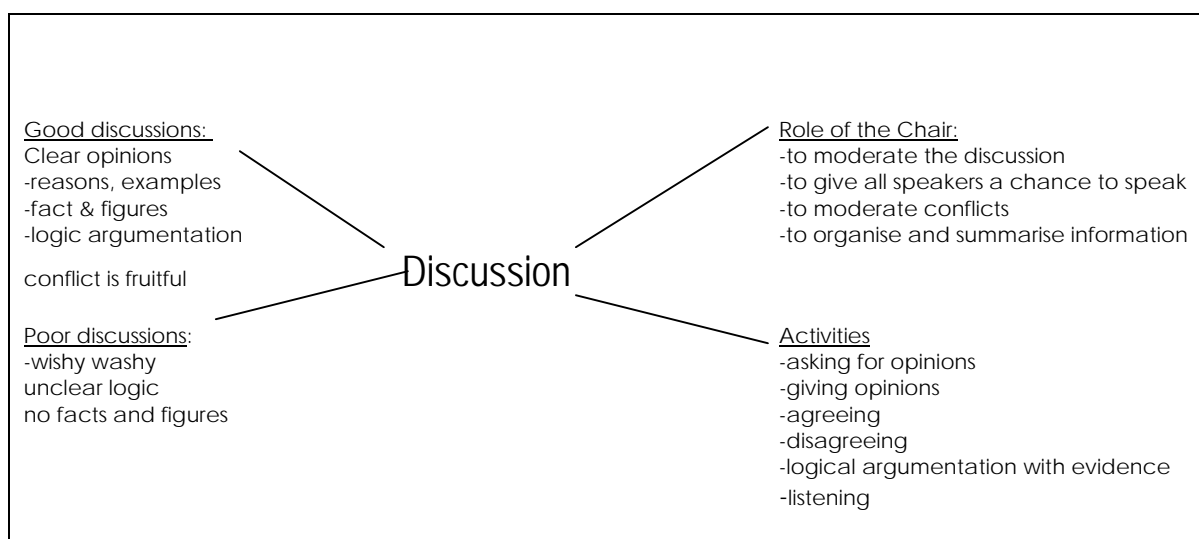 Good discussions:
Clear opinions
-reasons, examples
-fact & figures
-logic argumentation
conflict is fruitful
Poor discussions:
-wishy washy
unclear logic
no facts and figures
Discussion
Role of the Chair:
-to moderate the discussion
-to give all speakers a chance to speak
-to moderate conflicts
-to organise and summarise information
Activities
-asking for opinions
-giving opinions
-agreeing
-disagreeing
-logical argumentation with evidence
-listening